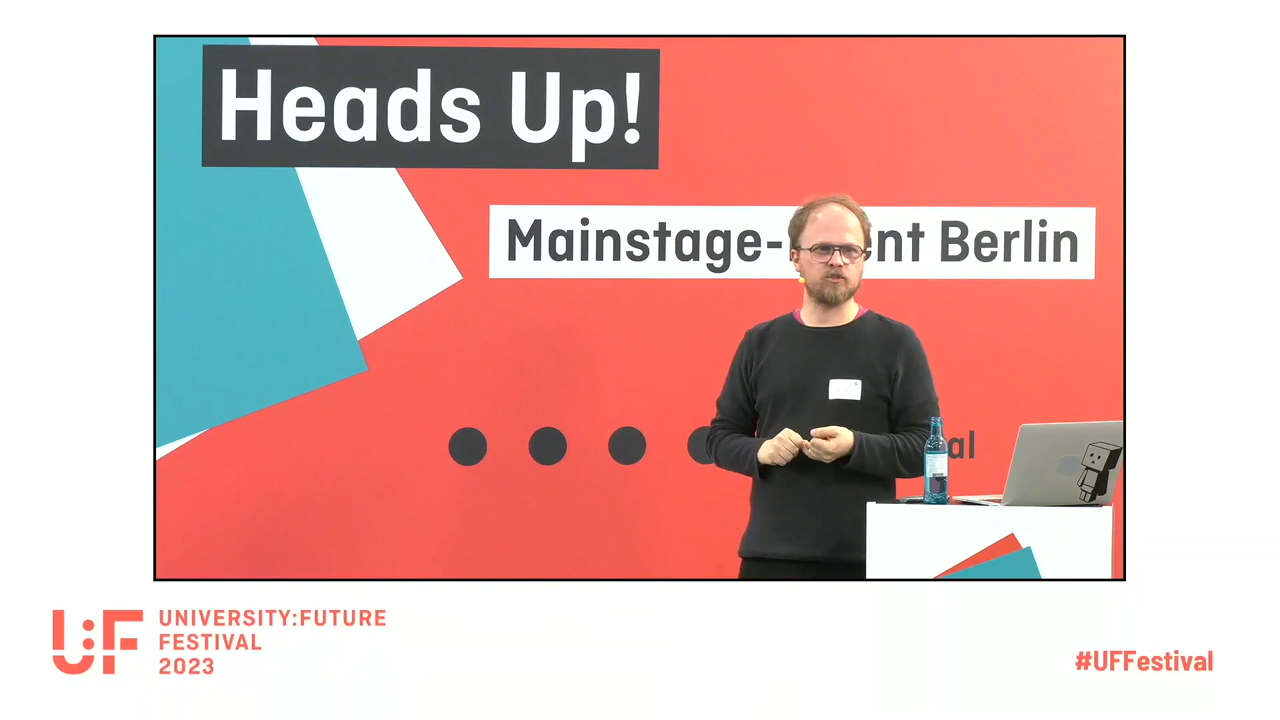 Heads Up!
Mainstage- ent Berlin
al
U:F
UNIVERSITY:FUTURE
FESTIVAL
2023
#UFFestival